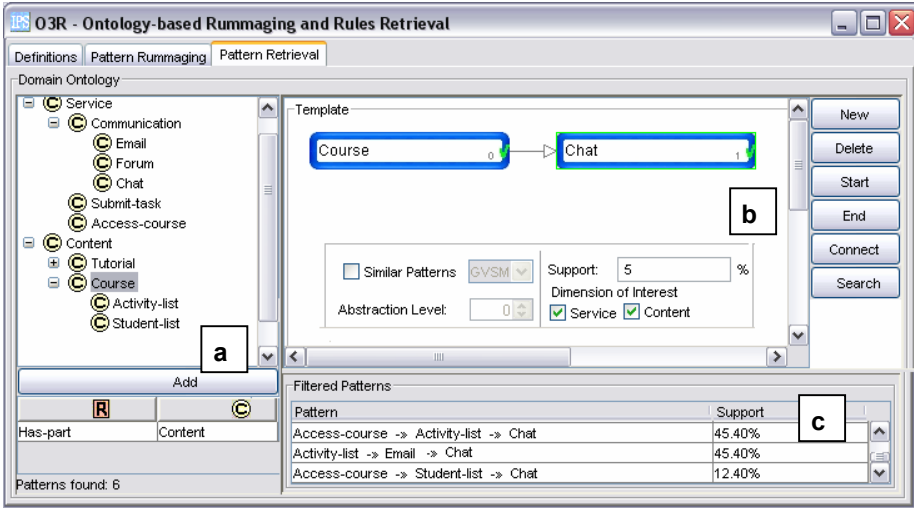 IPS O3R - Ontology-based Rummaging and Rules Retrieval
Definitions Pattern Rummaging Pattern Retrieval
Domain Ontology
C Service
C Communication
C Email
C Forum
C Chat
C Submit-task
C Access-course
C Content
C Tutorial
C Course
C Activity-list
C Student-list
a
Add
R C
Has-part Content
Patterns found: 6
Template
Course 0
Chat 1
b
Similar Patterns GVSM
Abstraction Level: 0
Support: 5 %
Dimension of Interest
Service Content
New
Delete
Start
End
Connect
Search
Filtered Patterns
Pattern Support
c
Access-course -» Activity-list -» Chat 45.40%
Activity-list -» Email -» Chat 45.40%
Access-course -» Student-list -» Chat 12.40%